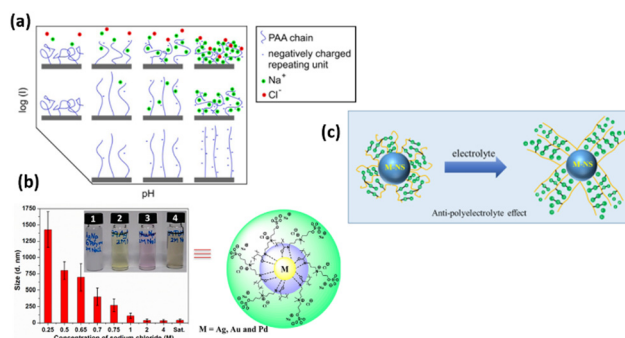 (a)
PAA chain
negatively charged
repeating unit
Na+
Cl-
log (I)
pH
(b)
1 2 3 4
Size (d. nm)
1750
1500
1250
1000
750
500
250
0
0.25 0.5 0.65 0.7 0.75 1 2 4 Sat.
Concentration of sodium chloride (M)
M
M = Ag, Au and Pd
(c)
M-NS
electrolyte
M-NS
Anti-polyelectrolyte effect